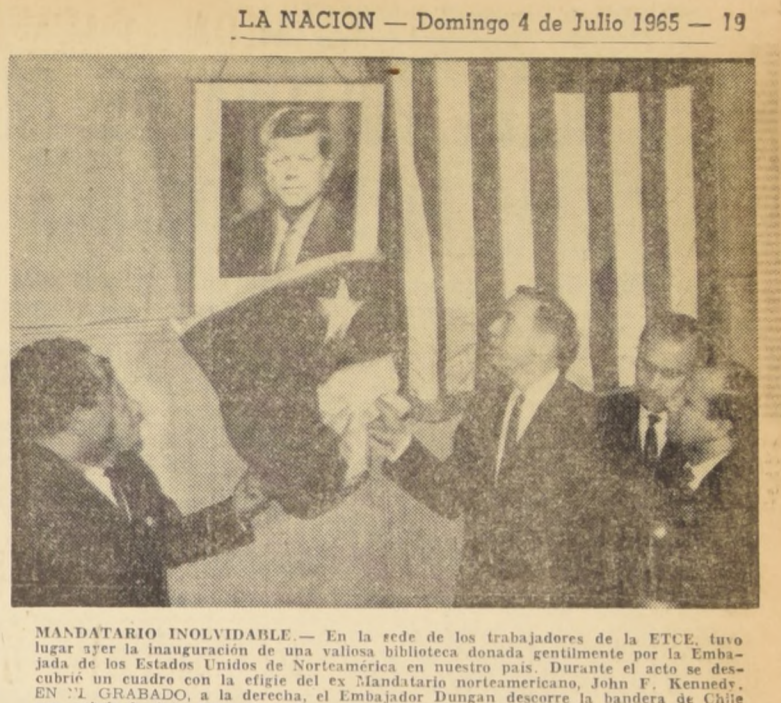 LA NACION — Domingo 4 de Julio 1965 — 19
MANDATARIO INOLVIDABLE.— En la sede de los trabajadores de la ETCE, tuvo
lugar ayer la inauguración de una valiosa biblioteca donada gentilmente por la Emba-
jada de los Estados Unidos de Norteamérica en nuestro país. Durante el acto se des-
cubrió un cuadro con la efigie del ex Mandatario norteamericano, John F. Kennedy.
EN EL GRABADO, a la derecha, el Embajador Dungan descorre la bandera de Chile